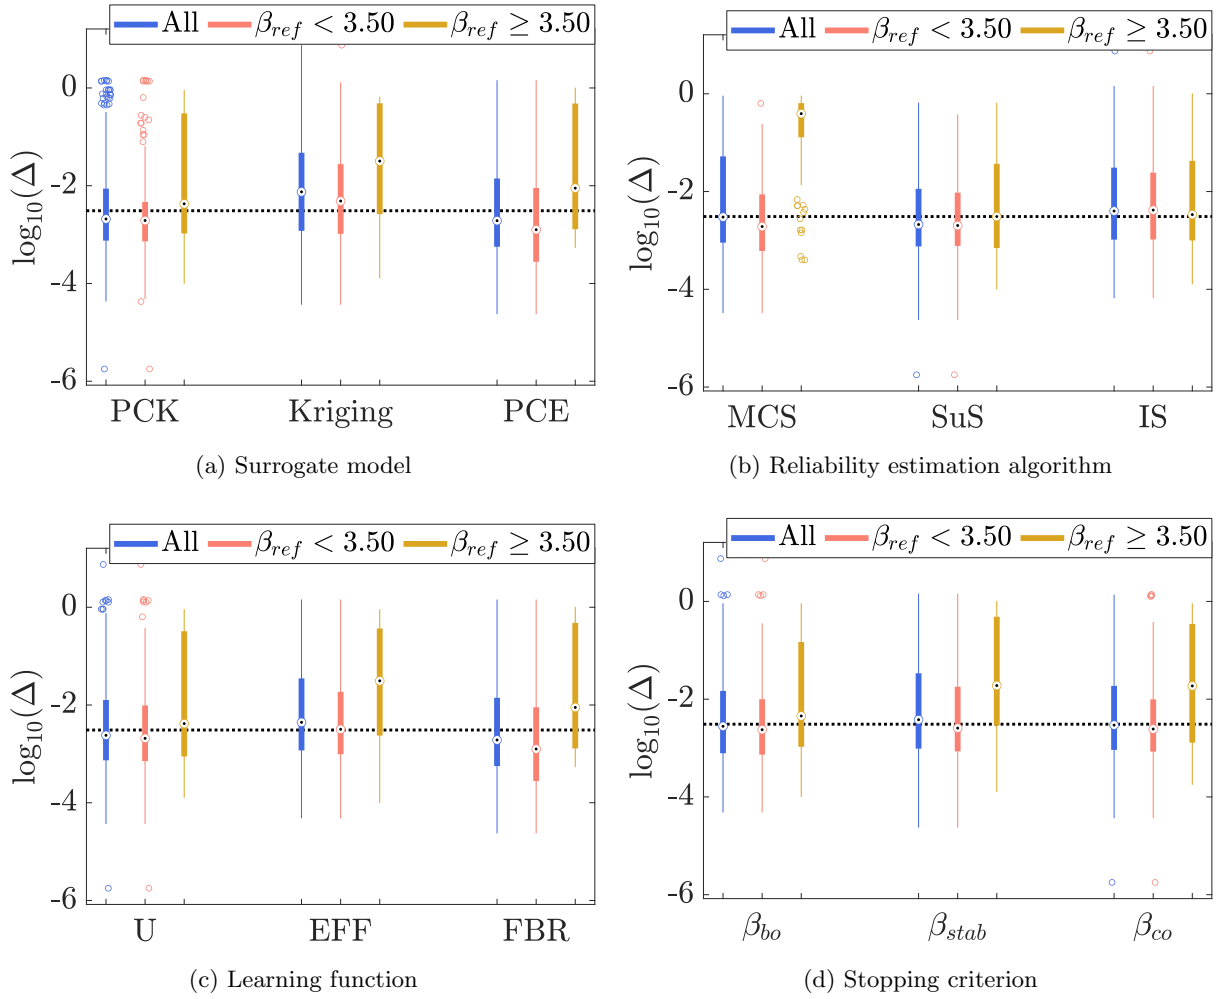 All β_ref < 3.50 β_ref ≥ 3.50
0
-2
-4
-6
log₁₀(Δ)
PCK Kriging PCE
(a) Surrogate model
All β_ref < 3.50 β_ref ≥ 3.50
0
-2
-4
-6
log₁₀(Δ)
MCS SuS IS
(b) Reliability estimation algorithm
All β_ref < 3.50 β_ref ≥ 3.50
0
-2
-4
-6
log₁₀(Δ)
U EFF FBR
(c) Learning function
All β_ref < 3.50 β_ref ≥ 3.50
0
-2
-4
-6
log₁₀(Δ)
β_bo β_stab β_co
(d) Stopping criterion